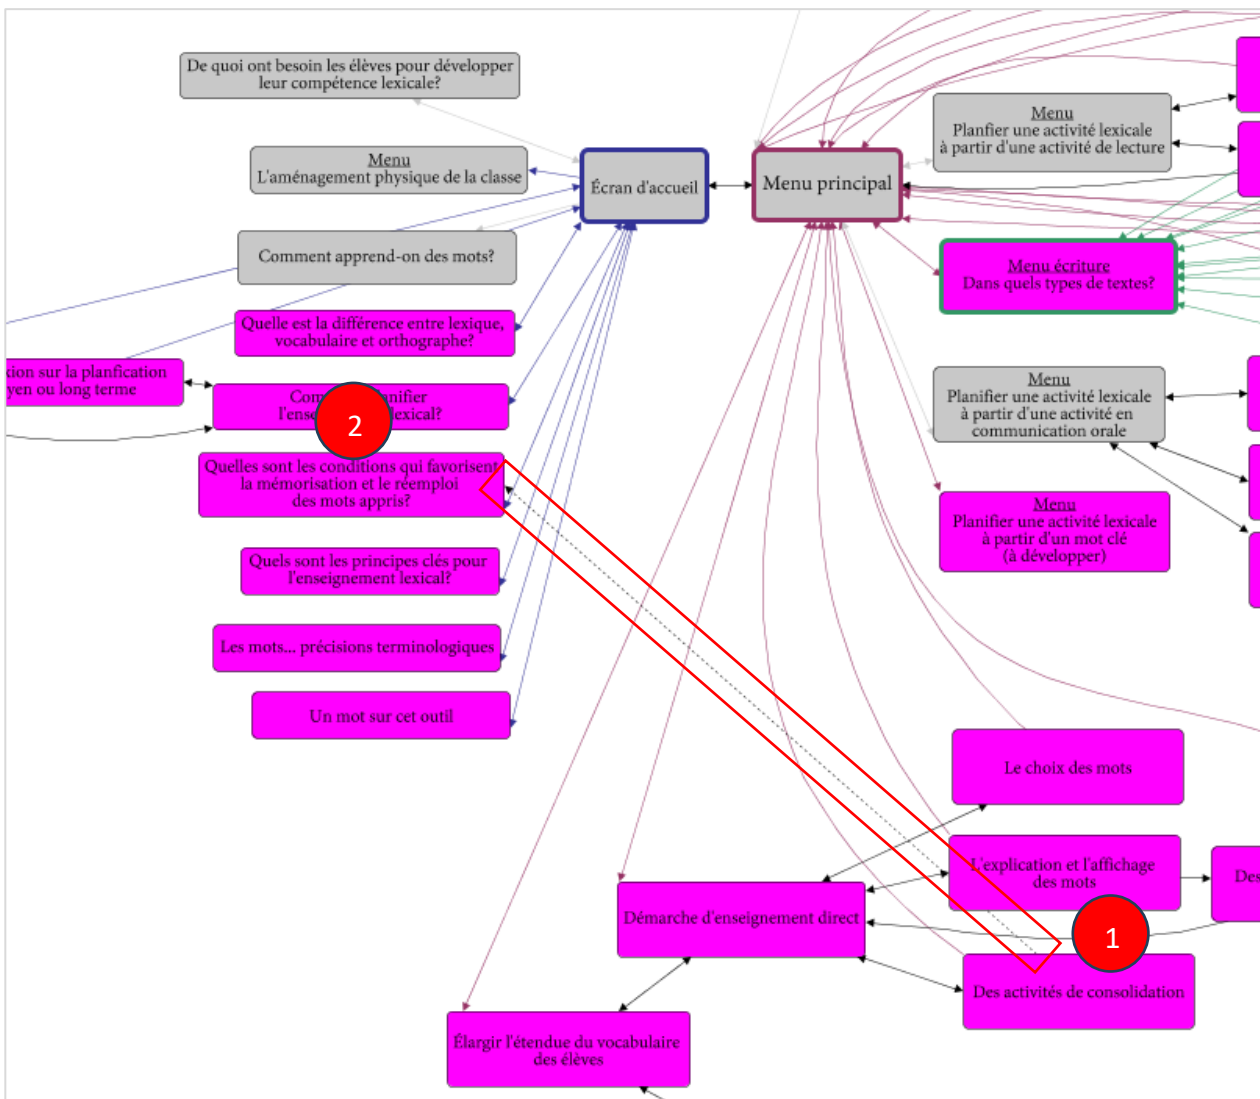 De quoi ont besoin les élèves pour développer
leur compétence lexicale?
Menu
L'aménagement physique de la classe
Écran d'accueil
Menu principal
Menu
Planfier une activité lexicale
à partir d'une activité de lecture
Comment apprend-on des mots?
Menu écriture
Dans quels types de textes?
Quelle est la différence entre lexique,
vocabulaire et orthographe?
xion sur la planfication
yen ou long terme
Com nifier
l'ense lexical?
2
Quelles sont les conditions qui favorisent
la mémorisation et le réemploi
des mots appris?
Menu
Planifier une activité lexicale
à partir d'une activité en
communication orale
Menu
Planifier une activité lexicale
à partir d'un mot clé
(à développer)
Quels sont les principes clés pour
l'enseignement lexical?
Les mots... précisions terminologiques
Un mot sur cet outil
Le choix des mots
L'explication et l'affichage
des mots
Des
Démarche d'enseignement direct
1
Des activités de consolidation
Élargir l'étendue du vocabulaire
des élèves